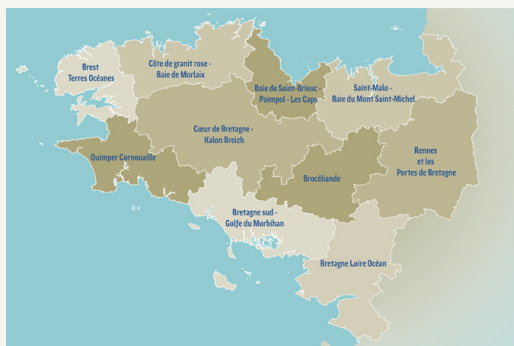 Côte de granit rose -
Baie de Morlaix
Brest
Terres Océanes
Baie de Saint-Brieuc -
Paimpol - Les Caps
Saint-Malo -
Baie du Mont Saint-Michel
Cœur de Bretagne -
Kalon Breizh
Quimper Cornouaille
Brocéliande
Rennes
et les
Portes de Bretagne
Bretagne sud -
Golfe du Morbihan
Bretagne Loire Océan